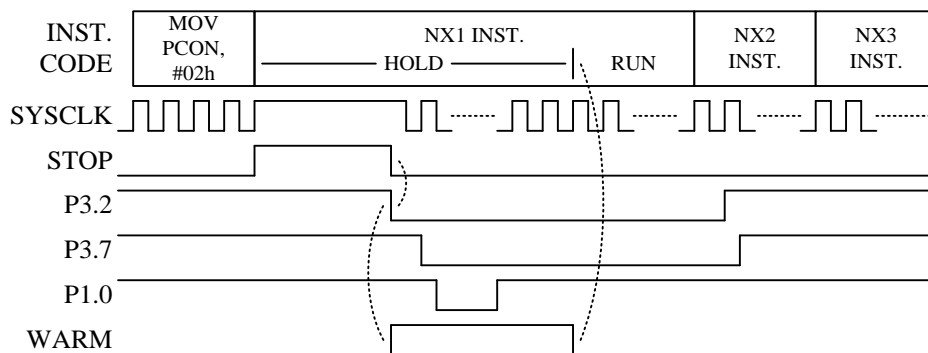 INST.
CODE
MOV
PCON,
#02h
NX1 INST.
HOLD
RUN
NX2
INST.
NX3
INST.
SYSCLK
STOP
P3.2
P3.7
P1.0
WARM